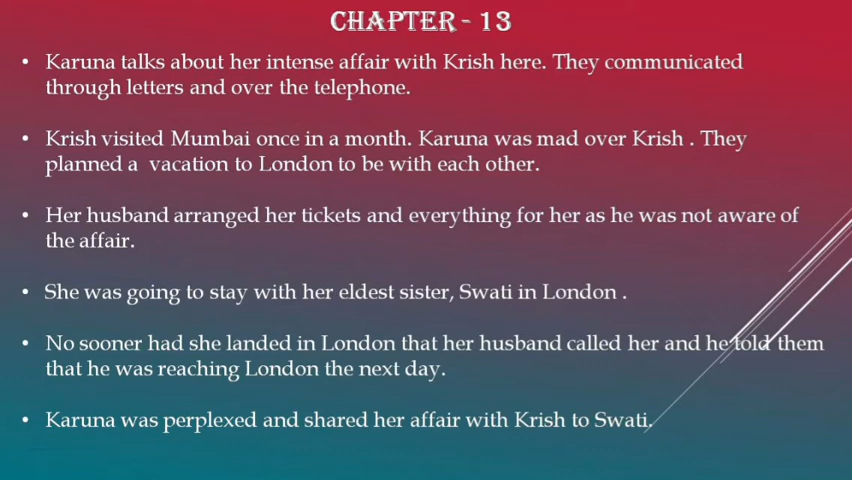 CHAPTER - 13
• Karuna talks about her intense affair with Krish here. They communicated
through letters and over the telephone.
• Krish visited Mumbai once in a month. Karuna was mad over Krish . They
planned a vacation to London to be with each other.
• Her husband arranged her tickets and everything for her as he was not aware of
the affair.
• She was going to stay with her eldest sister, Swati in London .
• No sooner had she landed in London that her husband called her and he told them
that he was reaching London the next day.
• Karuna was perplexed and shared her affair with Krish to Swati.